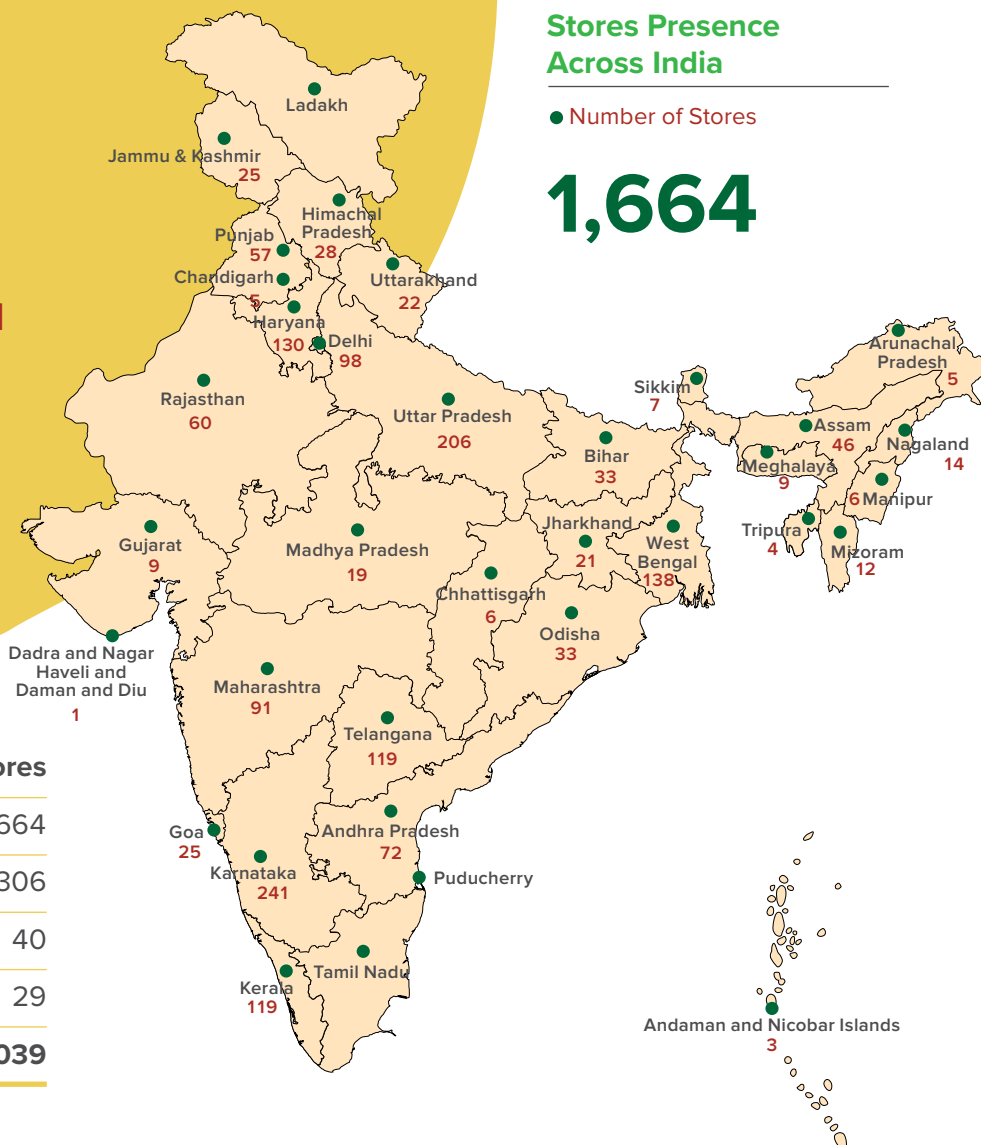 Stores Presence
Across India
Number of Stores
1,664
Ladakh
Jammu & Kashmir
25
Himachal
Pradesh
28
Punjab
57
Chandigarh
5
Uttarakhand
22
Haryana
130
Delhi
98
Rajasthan
60
Uttar Pradesh
206
Arunachal
Pradesh
5
Sikkim
7
Assam
46
Nagaland
14
Bihar
33
Meghalaya
9
6 Manipur
Tripura
4
Mizoram
12
Gujarat
9
Madhya Pradesh
19
Jharkhand
21
West
Bengal
138
Chhattisgarh
6
Odisha
33
Dadra and Nagar
Haveli and
Daman and Diu
1
Maharashtra
91
Telangana
119
ores
664
306
40
29
039
Goa
25
Andhra Pradesh
72
Karnataka
241
Puducherry
Tamil Nadu
Kerala
119
Andaman and Nicobar Islands
3